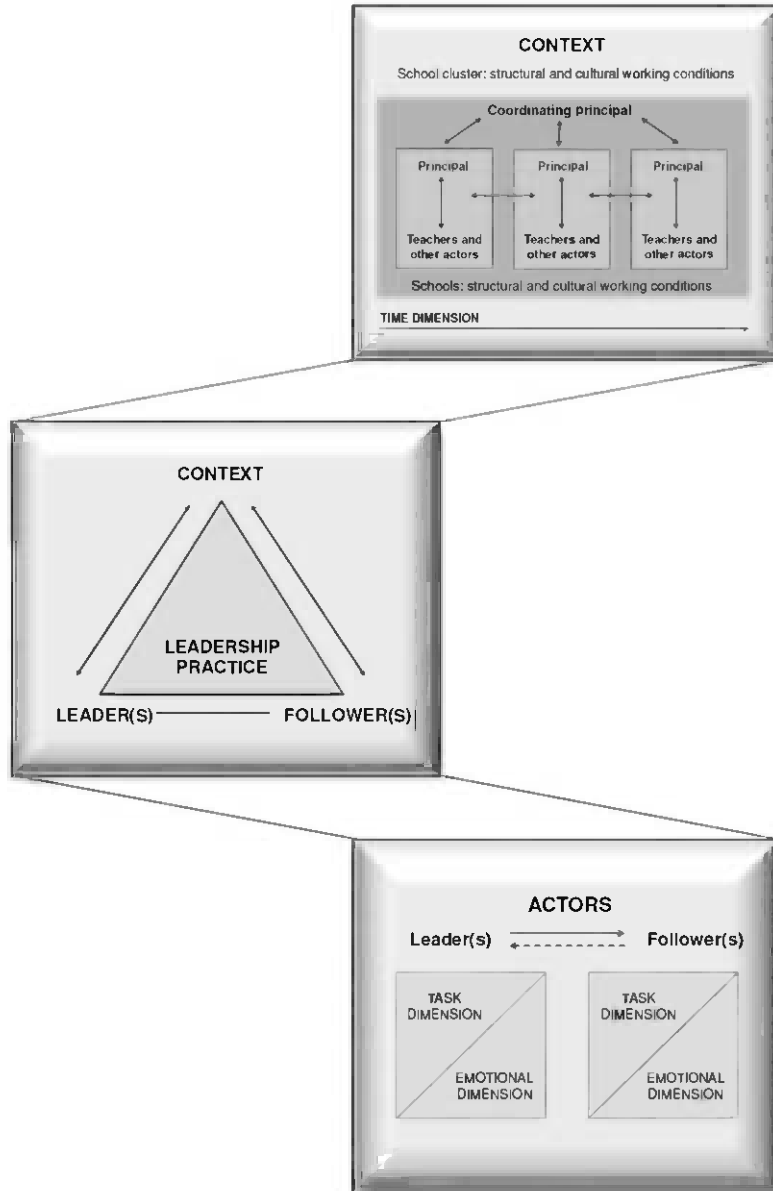 CONTEXT
School cluster: structural and cultural working conditions
Coordinating principal
Principal Principal Principal
Teachers and Teachers and Teachers and
other actors other actors other actors
Schools: structural and cultural working conditions
TIME DIMENSION
CONTEXT
LEADERSHIP
PRACTICE
LEADER(S) FOLLOWER(S)
ACTORS
Leader(s) Follower(s)
TASK TASK
DIMENSION DIMENSION
EMOTIONAL EMOTIONAL
DIMENSION DIMENSION